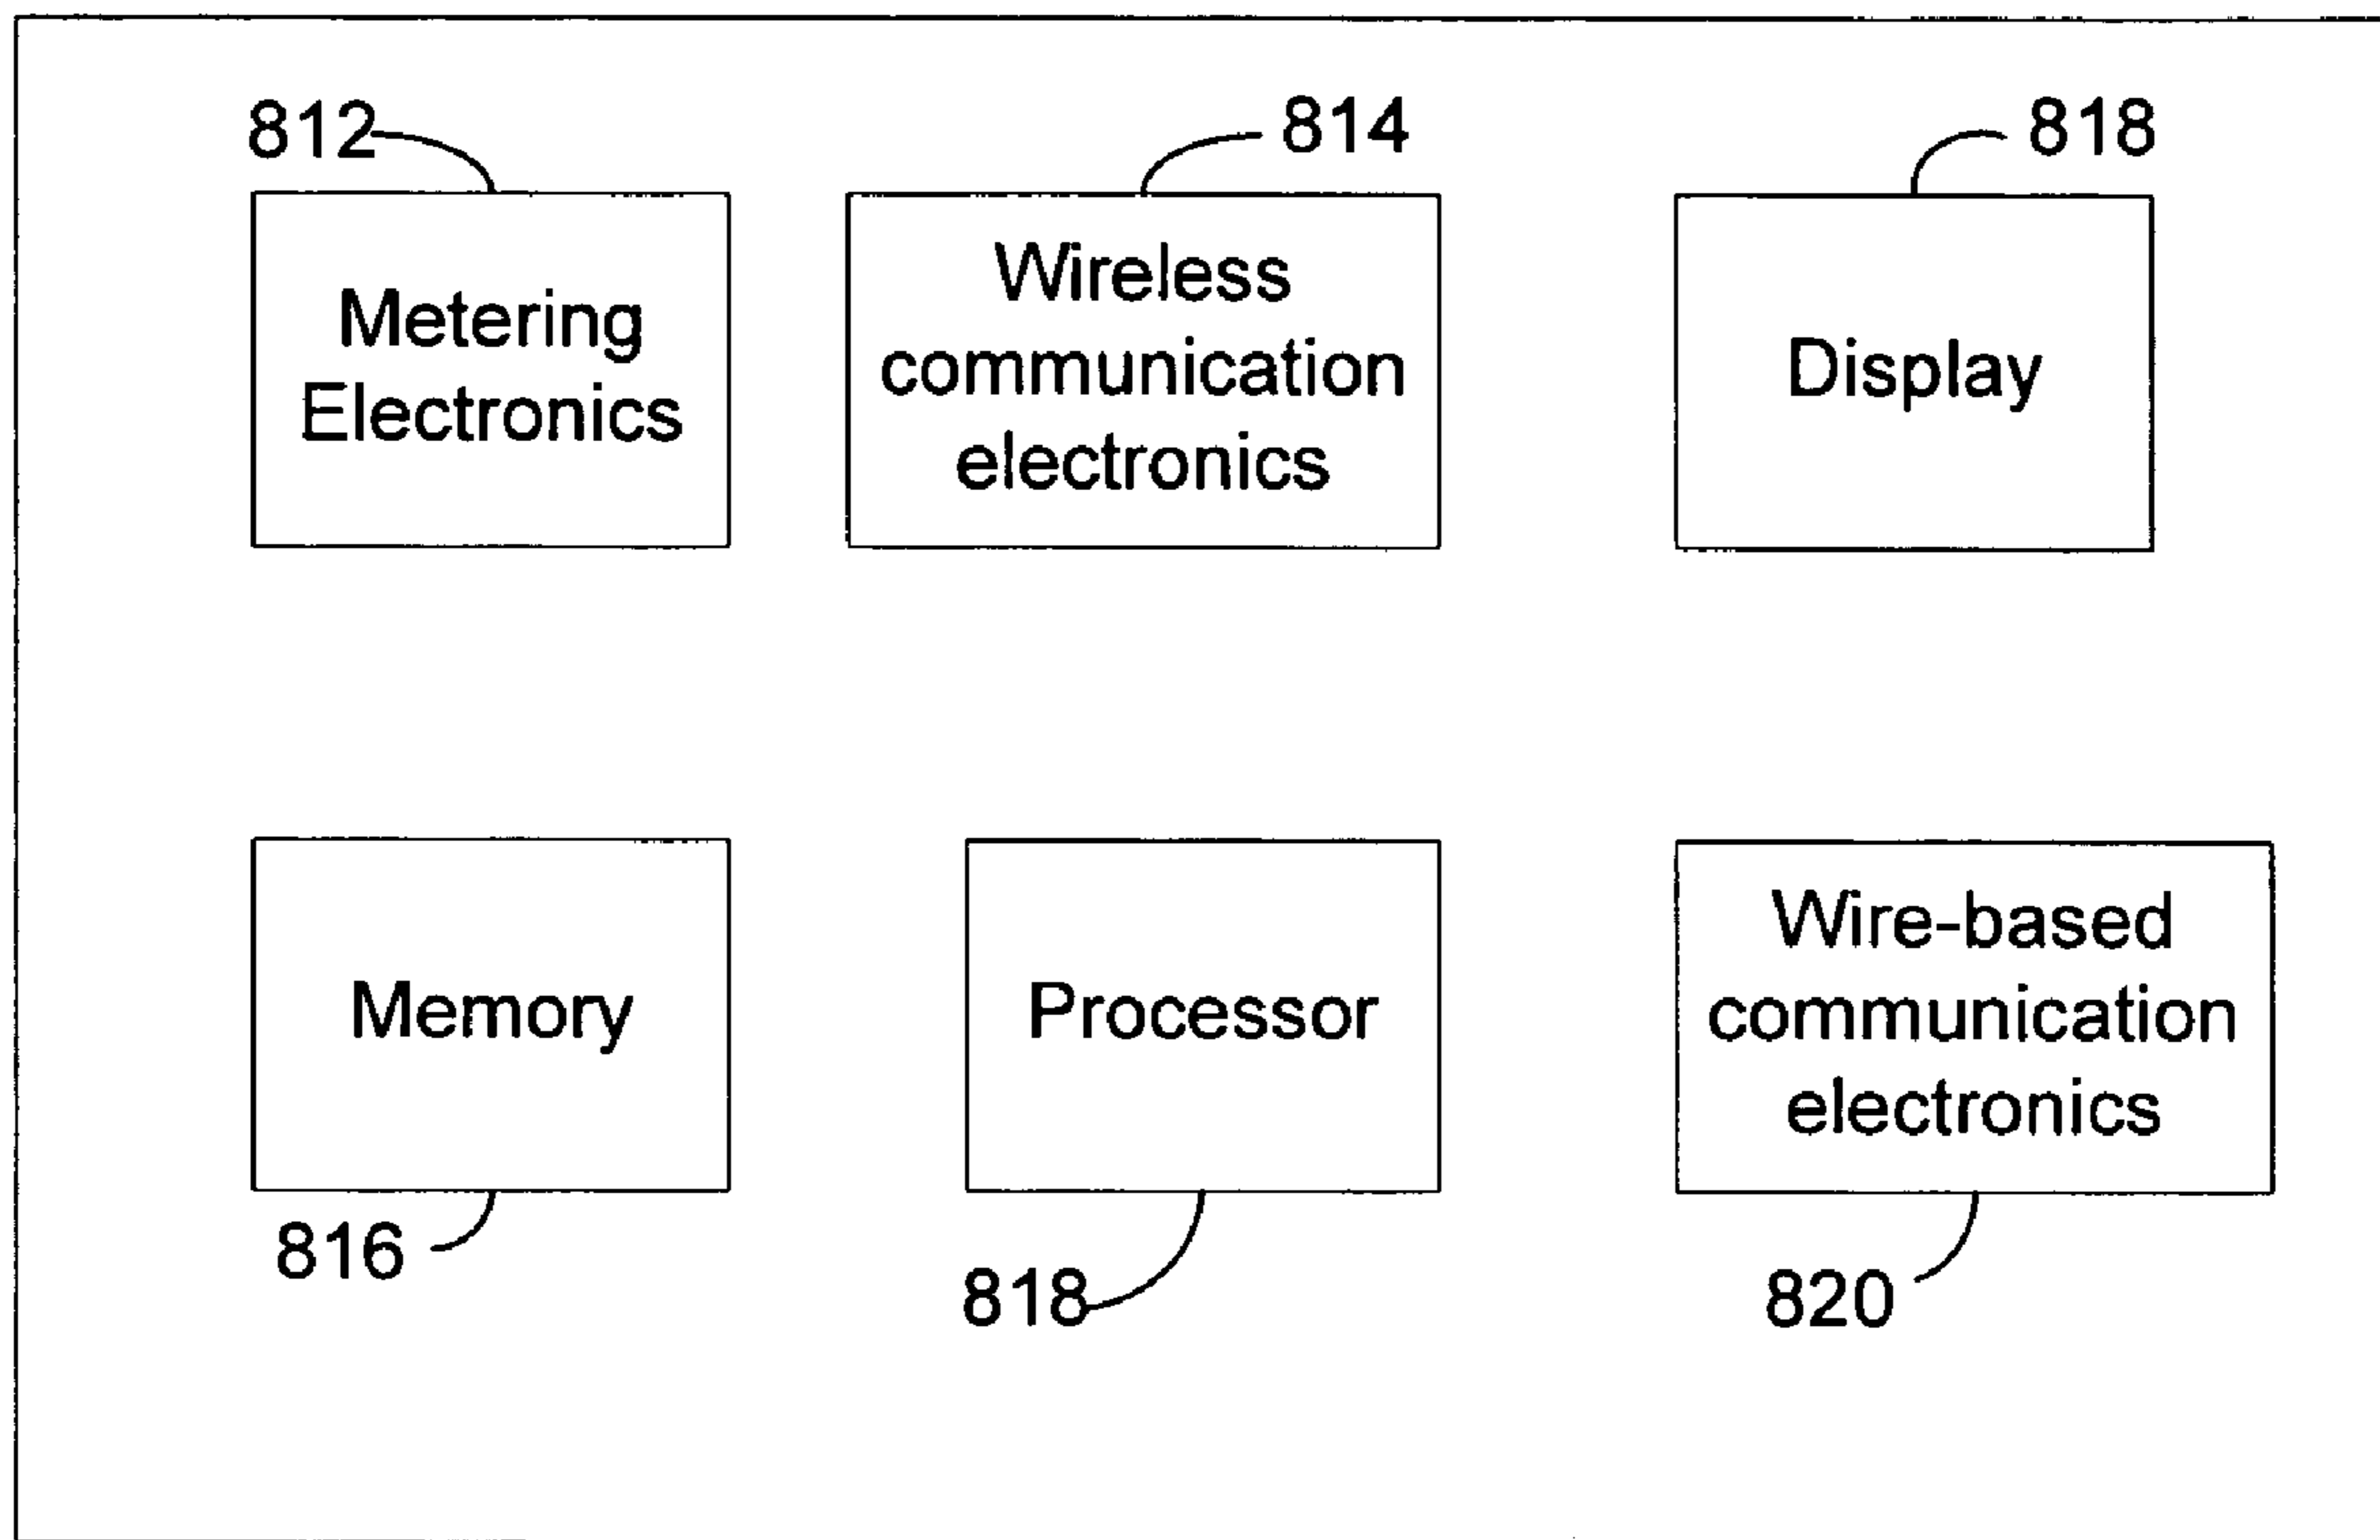 812
814
818
Metering
Electronics
Wireless
communication
electronics
Display
Memory
Processor
Wire-based
communication
electronics
816
818
820